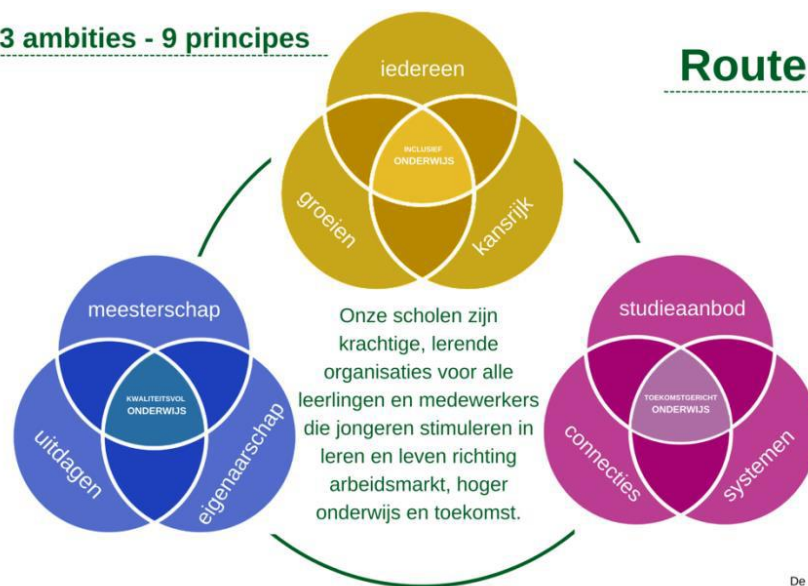 3 ambities - 9 principes
Route
iedereen
INCLUSIEF
ONDERWIJS
groeien
kansrijk
meesterschap
KWALITEITSVOL
ONDERWIJS
uitdagen
eigenaarschap
Onze scholen zijn
krachtige, lerende
organisaties voor alle
leerlingen en medewerkers
die jongeren stimuleren in
leren en leven richting
arbeidsmarkt, hoger
onderwijs en toekomst.
studieaanbod
TOEKOMSTGERICHT
ONDERWIJS
connecties
systemen
De